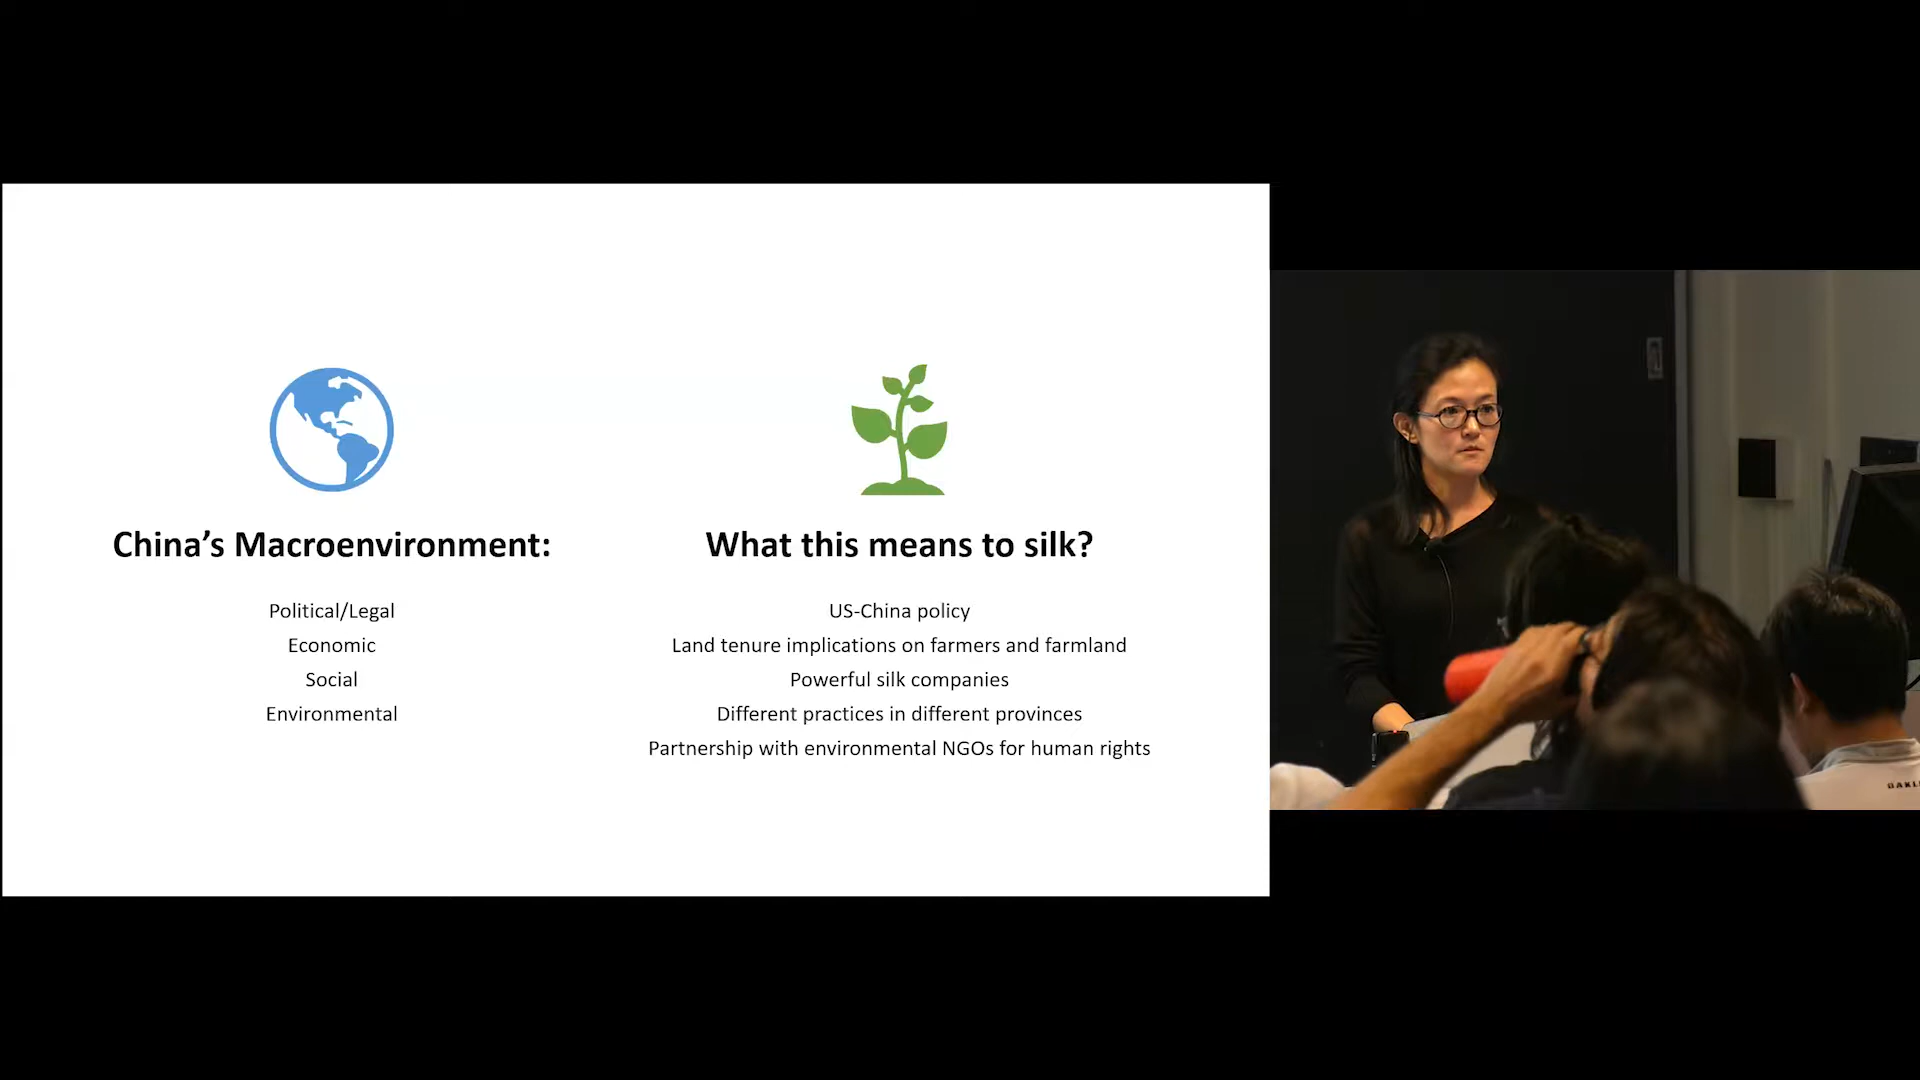 China’s Macroenvironment:
Political/Legal
Economic
Social
Environmental
What this means to silk?
US-China policy
Land tenure implications on farmers and farmland
Powerful silk companies
Different practices in different provinces
Partnership with environmental NGOs for human rights